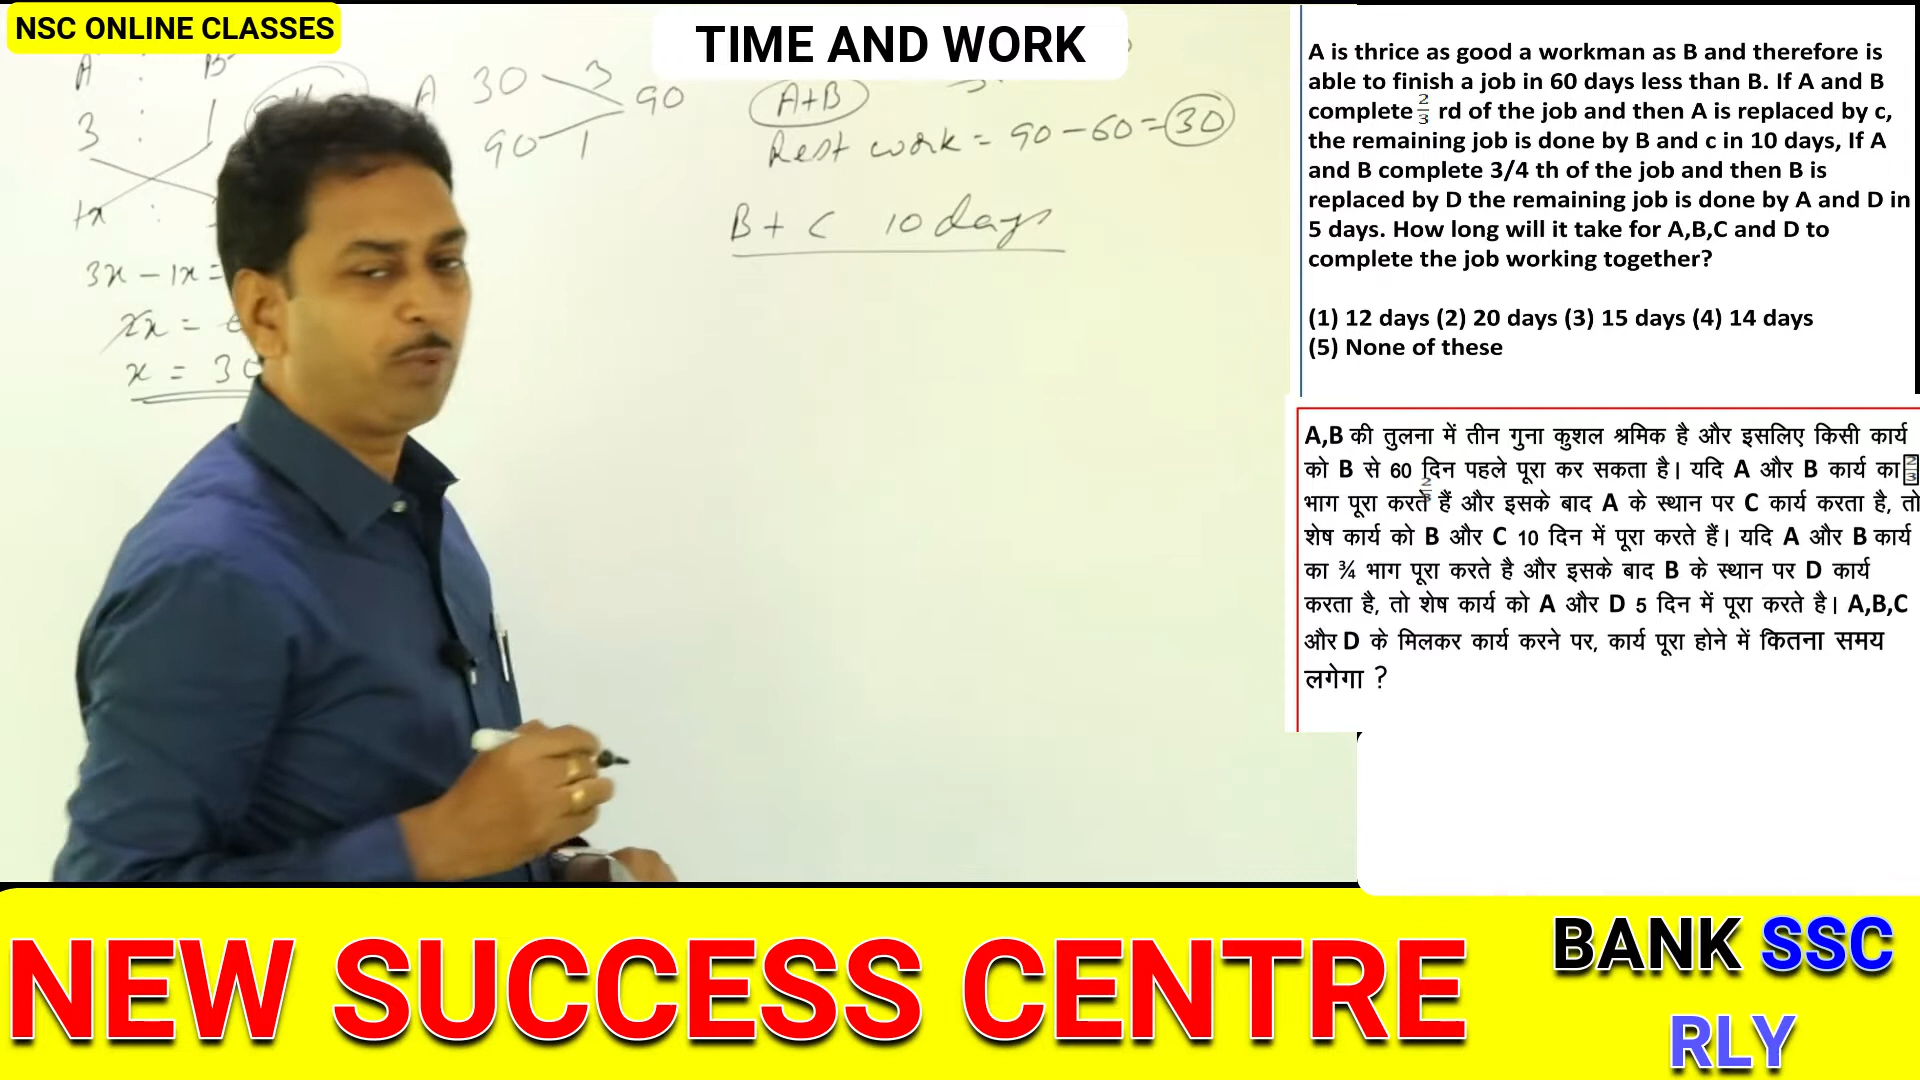 NSC ONLINE CLASSES
TIME AND WORK
A : B
3 : 1
1x :
3x - 1x =
2x =
x = 30
A 30 3
90
90 1
A+B
Rest work = 90-60=30
B + C 10 days
A is thrice as good a workman as B and therefore is
able to finish a job in 60 days less than B. If A and B
complete 2/3 rd of the job and then A is replaced by c,
the remaining job is done by B and c in 10 days, If A
and B complete 3/4 th of the job and then B is
replaced by D the remaining job is done by A and D in
5 days. How long will it take for A,B,C and D to
complete the job working together?
(1) 12 days (2) 20 days (3) 15 days (4) 14 days
(5) None of these
A,B की तुलना में तीन गुना कुशल श्रमिक है और इसलिए किसी कार्य
को B से 60 दिन पहले पूरा कर सकता है। यदि A और B कार्य का 2/3
भाग पूरा करते हैं और इसके बाद A के स्थान पर C कार्य करता है, तो
शेष कार्य को B और C 10 दिन में पूरा करते हैं। यदि A और B कार्य
का ¾ भाग पूरा करते है और इसके बाद B के स्थान पर D कार्य
करता है, तो शेष कार्य को A और D 5 दिन में पूरा करते है। A,B,C
और D के मिलकर कार्य करने पर, कार्य पूरा होने में कितना समय
लगेगा ?
NEW SUCCESS CENTRE
BANK SSC
RLY